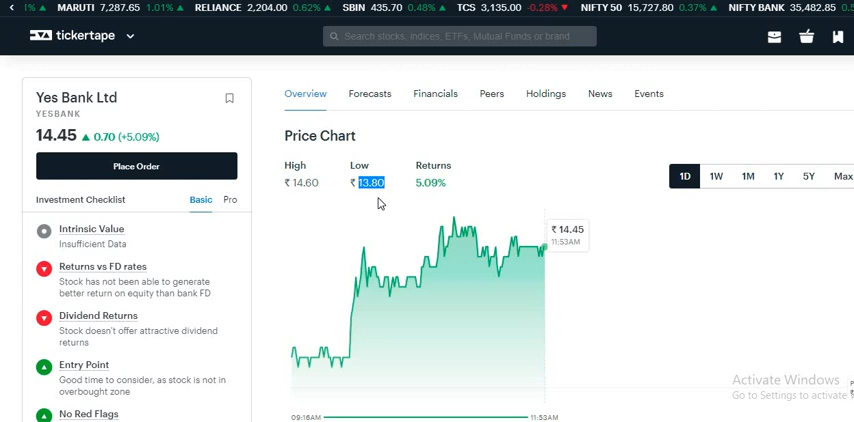 1% ▲ MARUTI 7,287.65 1.01% ▲ RELIANCE 2,204.00 0.62% ▲ SBIN 435.70 0.48% ▲ TCS 3,135.00 -0.28% ▼ NIFTY 50 15,727.80 0.37% ▲ NIFTY BANK 35,482.85 0.5
tickertape
Search stocks, indices, ETFs, Mutual Funds or brand
Yes Bank Ltd
YESBANK
14.45 ▲ 0.70 (+5.09%)
Place Order
Investment Checklist Basic Pro
Intrinsic Value
Insufficient Data
Returns vs FD rates
Stock has not been able to generate
better return on equity than bank FD
Dividend Returns
Stock doesn't offer attractive dividend
returns
Entry Point
Good time to consider, as stock is not in
overbought zone
No Red Flags
Overview Forecasts Financials Peers Holdings News Events
Price Chart
High Low Returns
₹ 14.60 ₹ 13.80 5.09%
1D 1W 1M 1Y 5Y Max
₹ 14.45
11:53AM
09:16AM 11:53AM
Activate Windows
Go to Settings to activate W